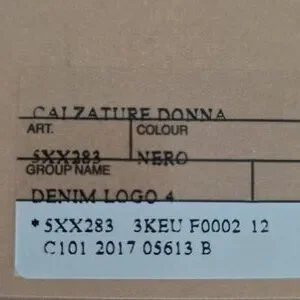 CALZATURE DONNA
ART. COLOUR
5XX283 NERO
GROUP NAME
DENIM LOGO 4
*5XX283 3KEU F0002 12
C101 2017 05613 B